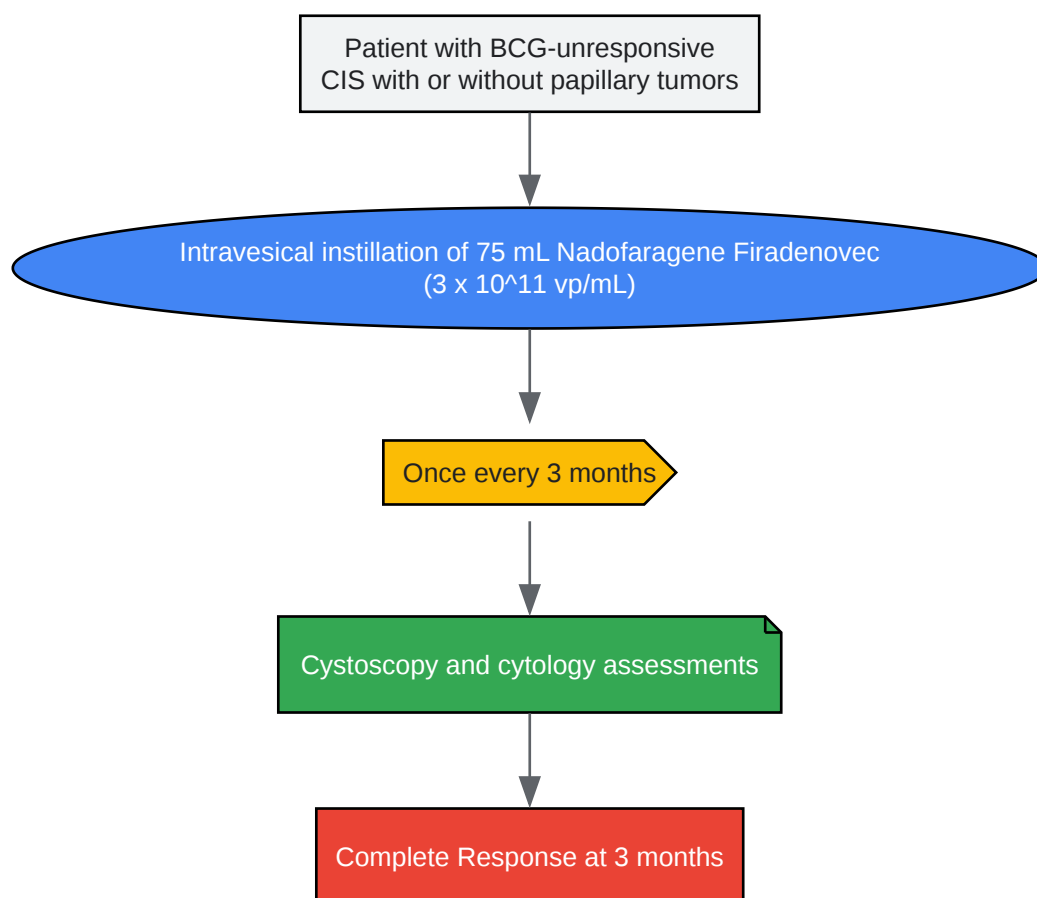 Patient with BCG-unresponsive
CIS with or without papillary tumors
Intravesical instillation of 75 mL Nadofaragene Firadenovec
(3 x 10^11 vp/mL)
Once every 3 months
Cystoscopy and cytology assessments
Complete Response at 3 months